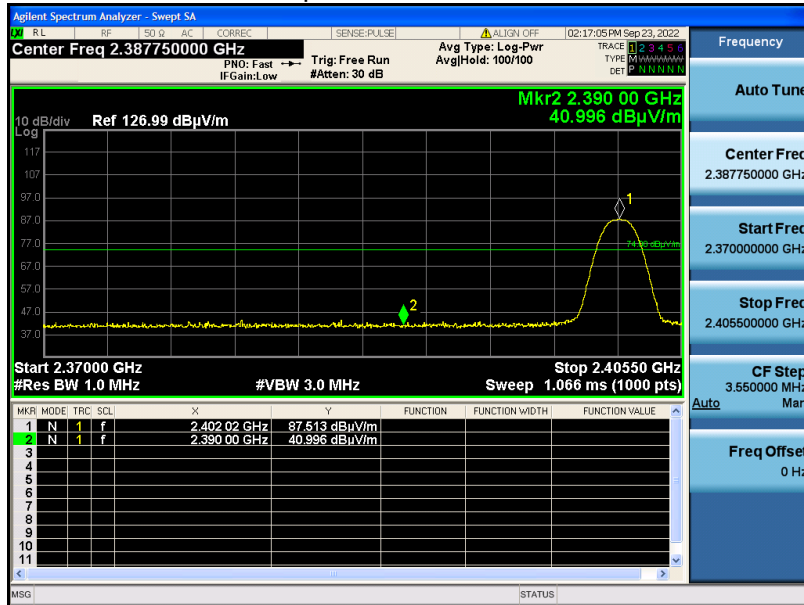 Agilent Spectrum Analyzer - Swept SA
LXI RL RF 50 Ω AC CORREC SENSE:PULSE ALIGN OFF 02:17:05 PM Sep 23, 2022
Center Freq 2.387750000 GHz
PNO: Fast
IFGain:Low
Trig: Free Run
#Atten: 30 dB
Avg Type: Log-Pwr
Avg|Hold: 100/100
TRACE 1 2 3 4 5 6
TYPE M
DET P N N N N N
Mkr2 2.390 00 GHz
40.996 dBµV/m
10 dB/div Ref 126.99 dBµV/m
Log
117
107
97.0
87.0
77.0
67.0
57.0
47.0
37.0
1
74.00 dBµV/m
2
Start 2.37000 GHz Stop 2.40550 GHz
#Res BW 1.0 MHz #VBW 3.0 MHz Sweep 1.066 ms (1000 pts)
MKR MODE TRC SCL X Y FUNCTION FUNCTION WIDTH FUNCTION VALUE
1 N 1 f 2.402 02 GHz 87.513 dBµV/m
2 N 1 f 2.390 00 GHz 40.996 dBµV/m
3
4
5
6
7
8
9
10
11
MSG STATUS
Frequency
Auto Tune
Center Freq
2.387750000 GHz
Start Freq
2.370000000 GHz
Stop Freq
2.405500000 GHz
CF Step
3.550000 MHz
Auto Man
Freq Offset
0 Hz